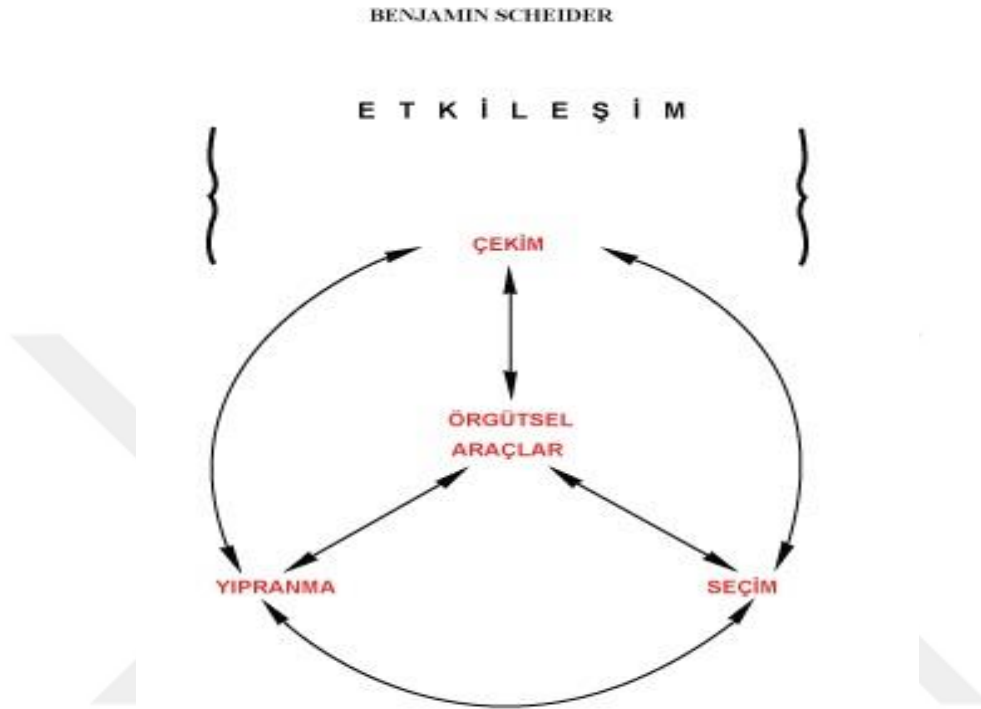 BENJAMIN SCHEIDER
E T K İ L E Ş İ M
ÇEKİM
ÖRGÜTSEL
ARAÇLAR
YIPRANMA
SEÇİM